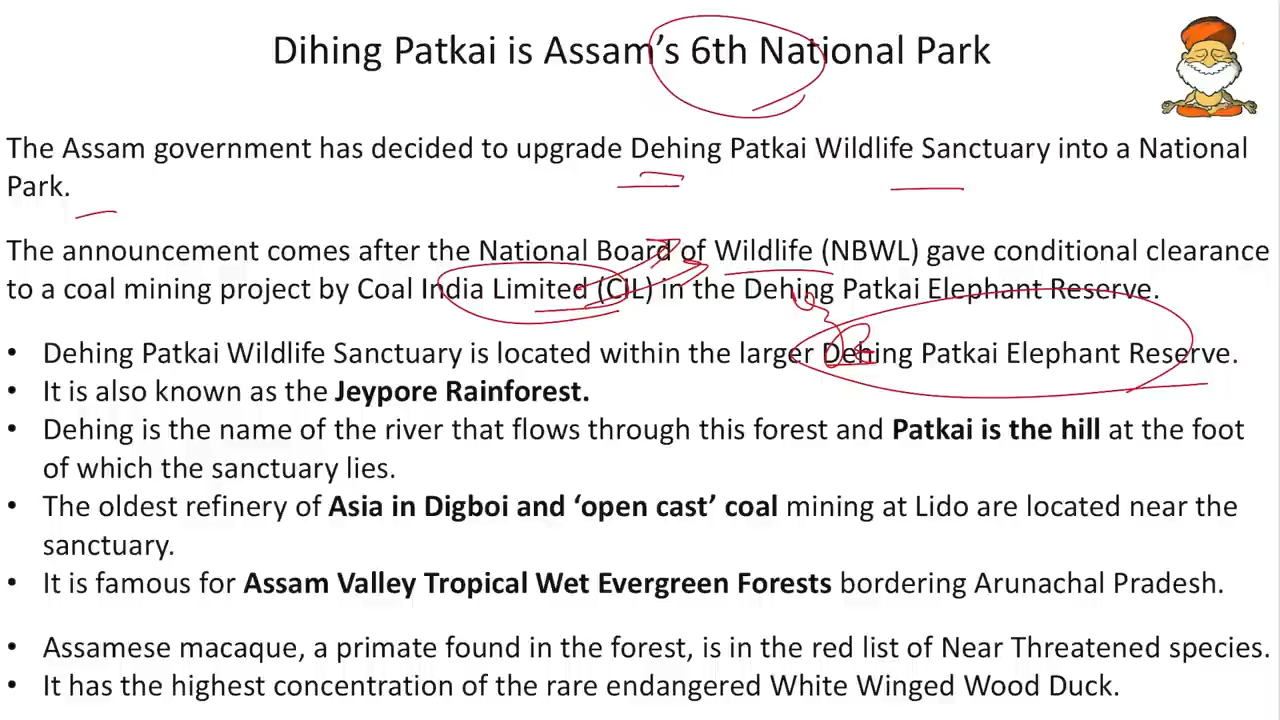 Dihing Patkai is Assam’s 6th National Park
The Assam government has decided to upgrade Dehing Patkai Wildlife Sanctuary into a National
Park.
The announcement comes after the National Board of Wildlife (NBWL) gave conditional clearance
to a coal mining project by Coal India Limited (CIL) in the Dehing Patkai Elephant Reserve.
• Dehing Patkai Wildlife Sanctuary is located within the larger Dehing Patkai Elephant Reserve.
• It is also known as the Jeypore Rainforest.
• Dehing is the name of the river that flows through this forest and Patkai is the hill at the foot
of which the sanctuary lies.
• The oldest refinery of Asia in Digboi and ‘open cast’ coal mining at Lido are located near the
sanctuary.
• It is famous for Assam Valley Tropical Wet Evergreen Forests bordering Arunachal Pradesh.
• Assamese macaque, a primate found in the forest, is in the red list of Near Threatened species.
• It has the highest concentration of the rare endangered White Winged Wood Duck.